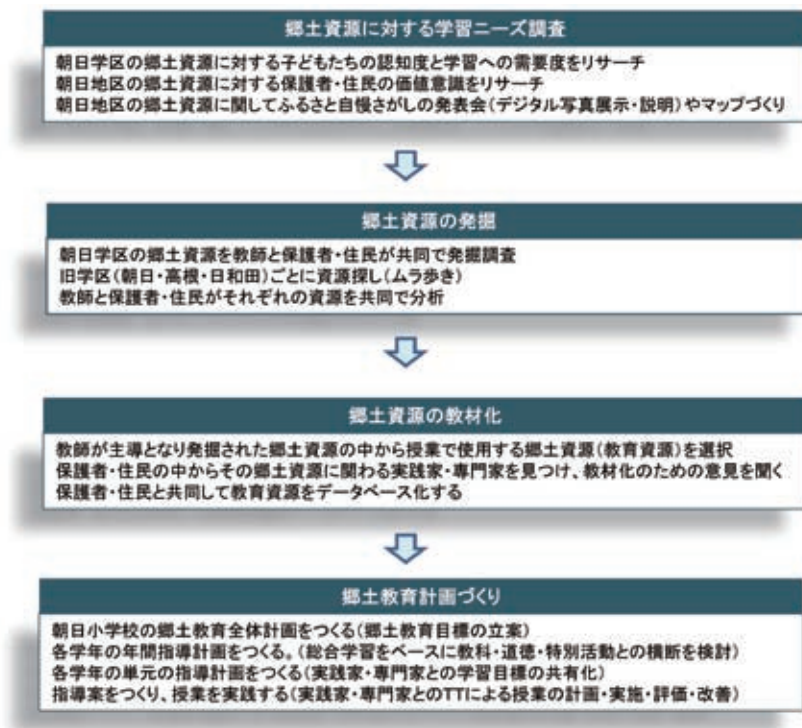 郷土資源に対する学習ニーズ調査
朝日学区の郷土資源に対する子どもたちの認知度と学習への需要度をリサーチ
朝日地区の郷土資源に対する保護者・住民の価値意識をリサーチ
朝日地区の郷土資源に関してふるさと自慢さがしの発表会(デジタル写真展示・説明)やマップづくり
郷土資源の発掘
朝日学区の郷土資源を教師と保護者・住民が共同で発掘調査
旧学区(朝日・高根・日和田)ごとに資源探し(ムラ歩き)
教師と保護者・住民がそれぞれの資源を共同で分析
郷土資源の教材化
教師が主導となり発掘された郷土資源の中から授業で使用する郷土資源(教育資源)を選択
保護者・住民の中からその郷土資源に関わる実践家・専門家を見つけ、教材化のための意見を聞く
保護者・住民と共同して教育資源をデータベース化する
郷土教育計画づくり
朝日小学校の郷土教育全体計画をつくる(郷土教育目標の立案)
各学年の年間指導計画をつくる。(総合学習をベースに教科・道徳・特別活動との横断を検討)
各学年の単元の指導計画をつくる(実践家・専門家との学習目標の共有化)
指導案をつくり、授業を実践する(実践家・専門家とのTTによる授業の計画・実施・評価・改善)